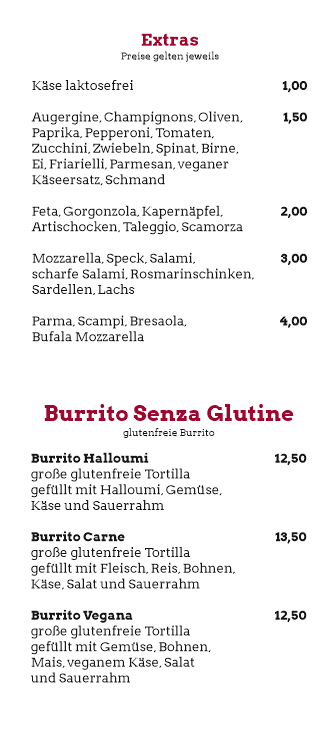 Extras
Preise gelten jeweils
Käse laktosefrei 1,00
Augergine, Champignons, Oliven, 1,50
Paprika, Pepperoni, Tomaten,
Zucchini, Zwiebeln, Spinat, Birne,
Ei, Friarielli, Parmesan, veganer
Käseersatz, Schmand
Feta, Gorgonzola, Kapernäpfel, 2,00
Artischocken, Taleggio, Scamorza
Mozzarella, Speck, Salami, 3,00
scharfe Salami, Rosmarinschinken,
Sardellen, Lachs
Parma, Scampi, Bresaola, 4,00
Bufala Mozzarella
Burrito Senza Glutine
glutenfreie Burrito
Burrito Halloumi 12,50
große glutenfreie Tortilla
gefüllt mit Halloumi, Gemüse,
Käse und Sauerrahm
Burrito Carne 13,50
große glutenfreie Tortilla
gefüllt mit Fleisch, Reis, Bohnen,
Käse, Salat und Sauerrahm
Burrito Vegana 12,50
große glutenfreie Tortilla
gefüllt mit Gemüse, Bohnen,
Mais, veganem Käse, Salat
und Sauerrahm